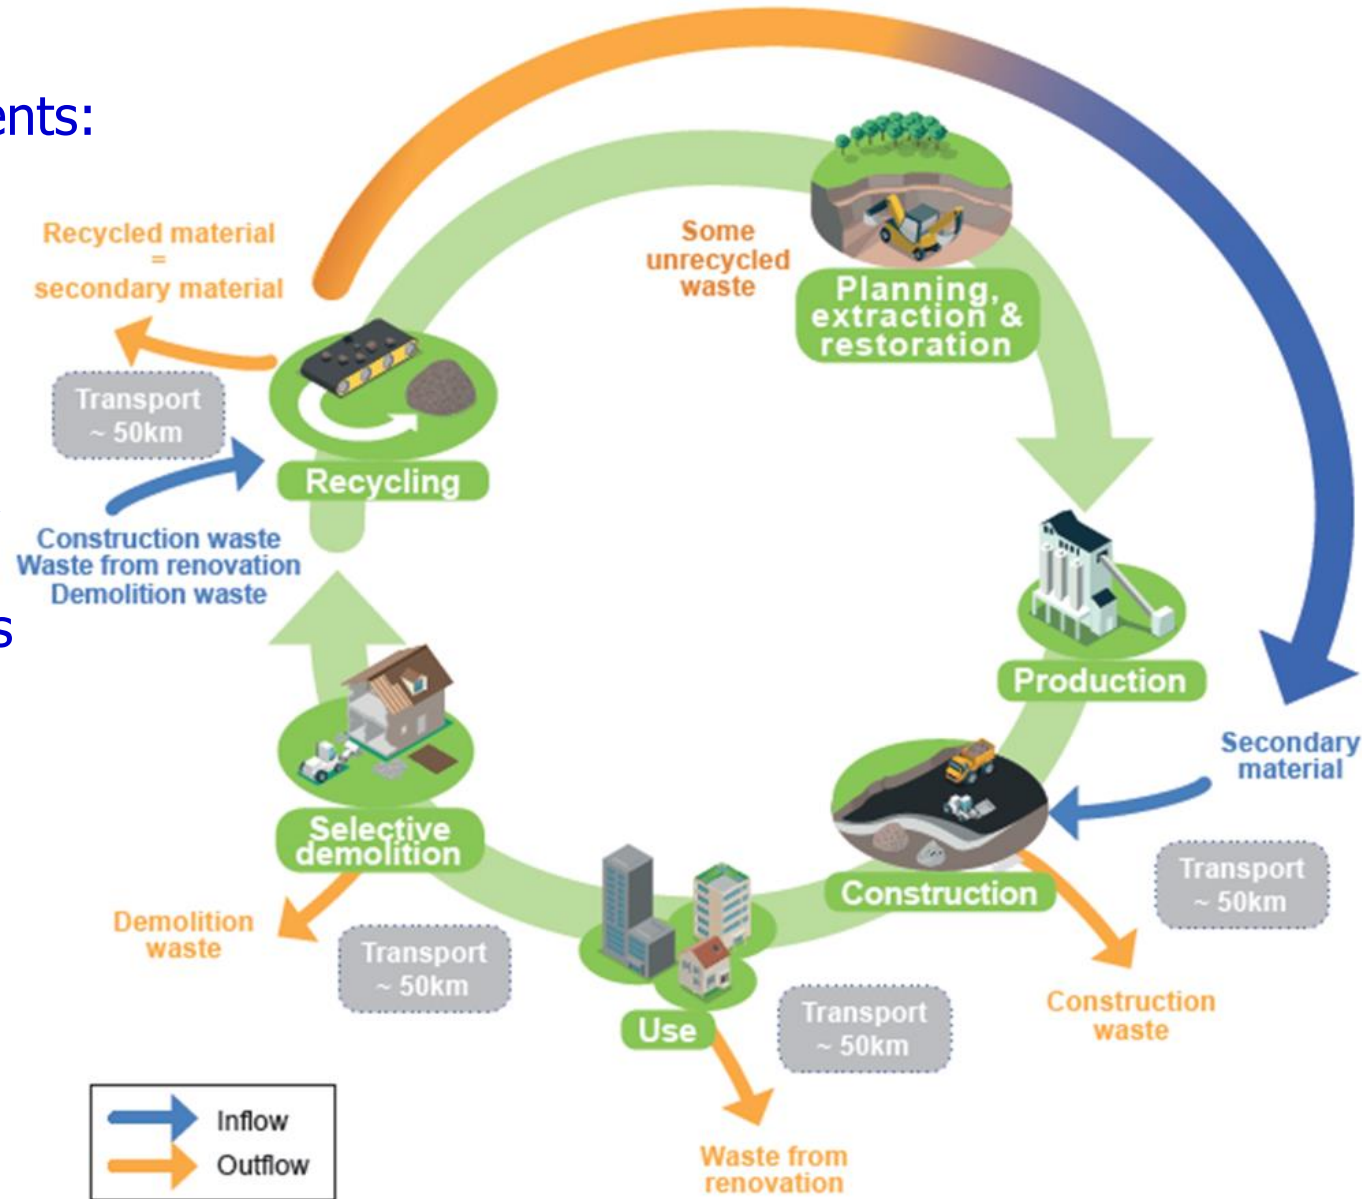 ents:
Recycled material
=
secondary material
Some
unrecycled
waste
Planning,
extraction &
restoration
Transport
~ 50km
Recycling
Construction waste
Waste from renovation
Demolition waste
s
Production
Secondary
material
Selective
demolition
Construction
Transport
~ 50km
Demolition
waste
Transport
~ 50km
Use
Transport
~ 50km
Construction
waste
Inflow
Outflow
Waste from
renovation